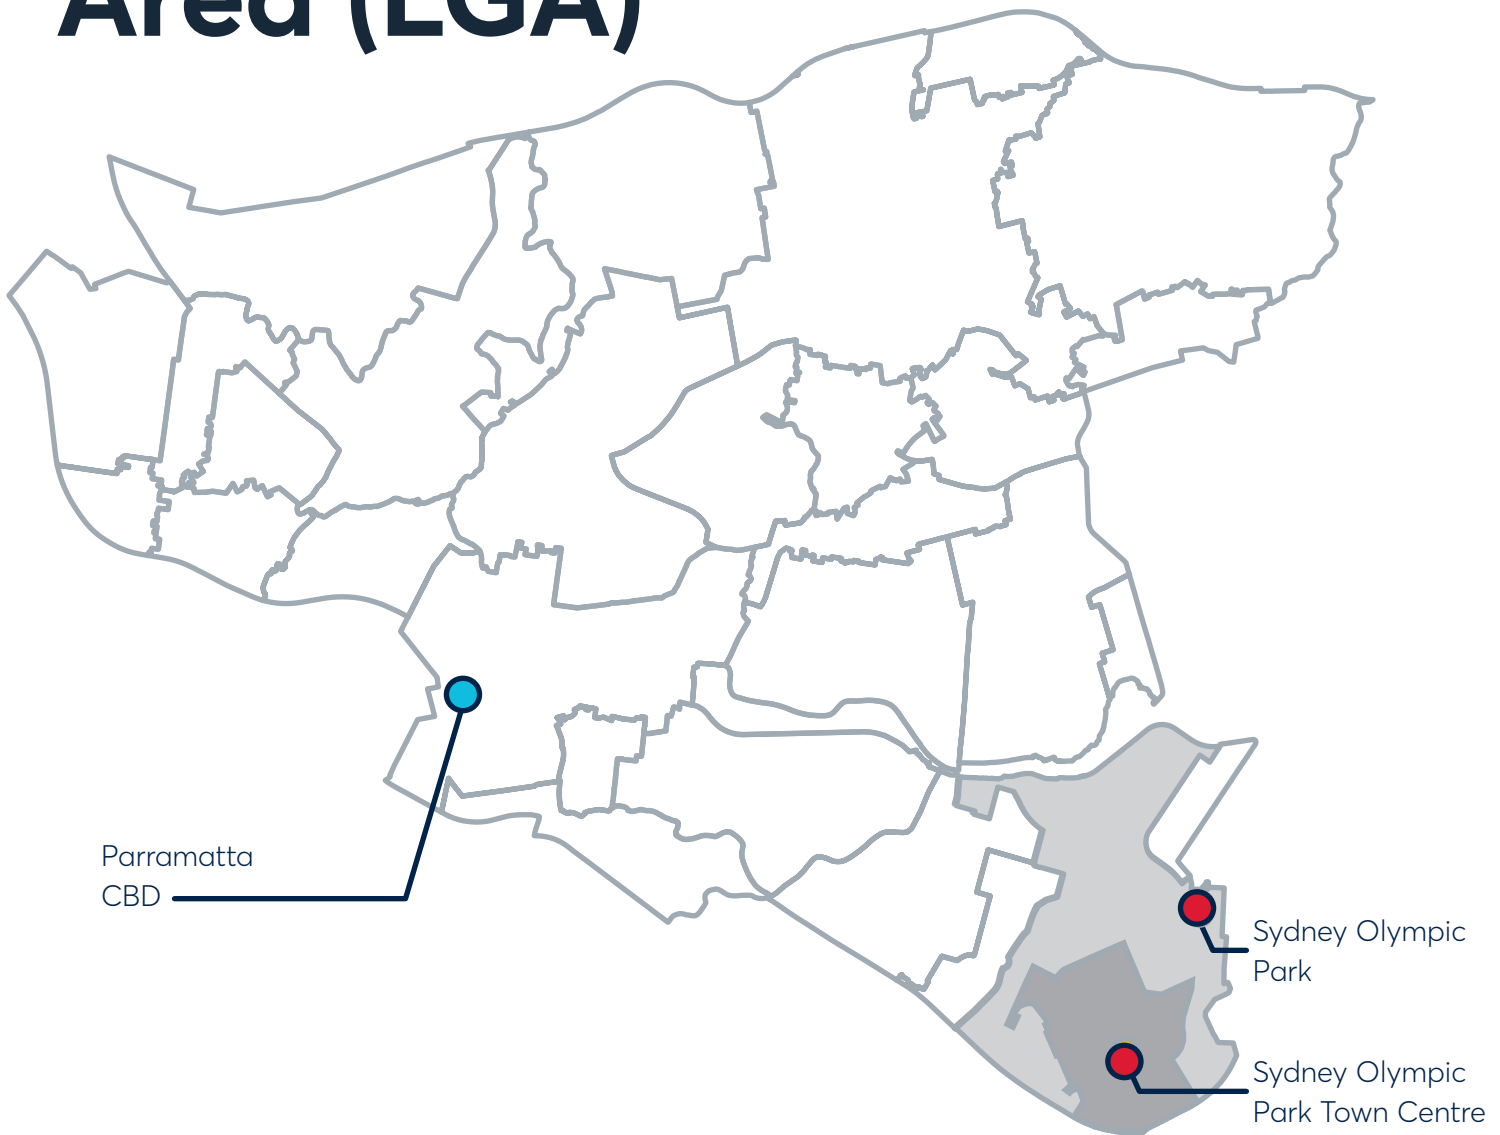 Area (LGA)
Parramatta
CBD
Sydney Olympic
Park
Sydney Olympic
Park Town Centre